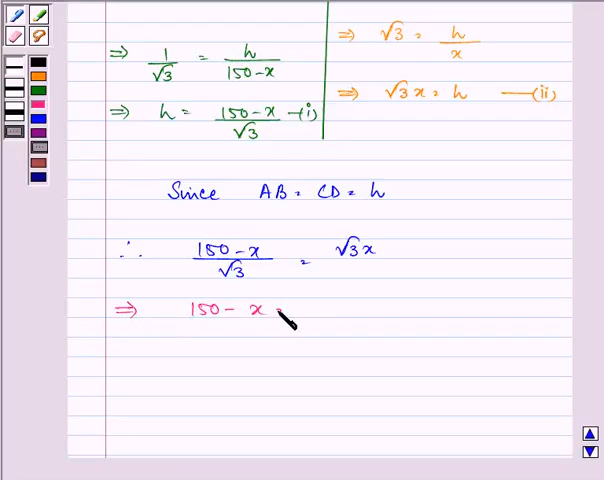 ⇒ 1/√3 = h/(150-x)
⇒ h = (150-x)/√3 —(i)
⇒ √3 = h/x
⇒ √3x = h —(ii)
Since AB = CD = h
∴ (150-x)/√3 = √3x
⇒ 150-x =